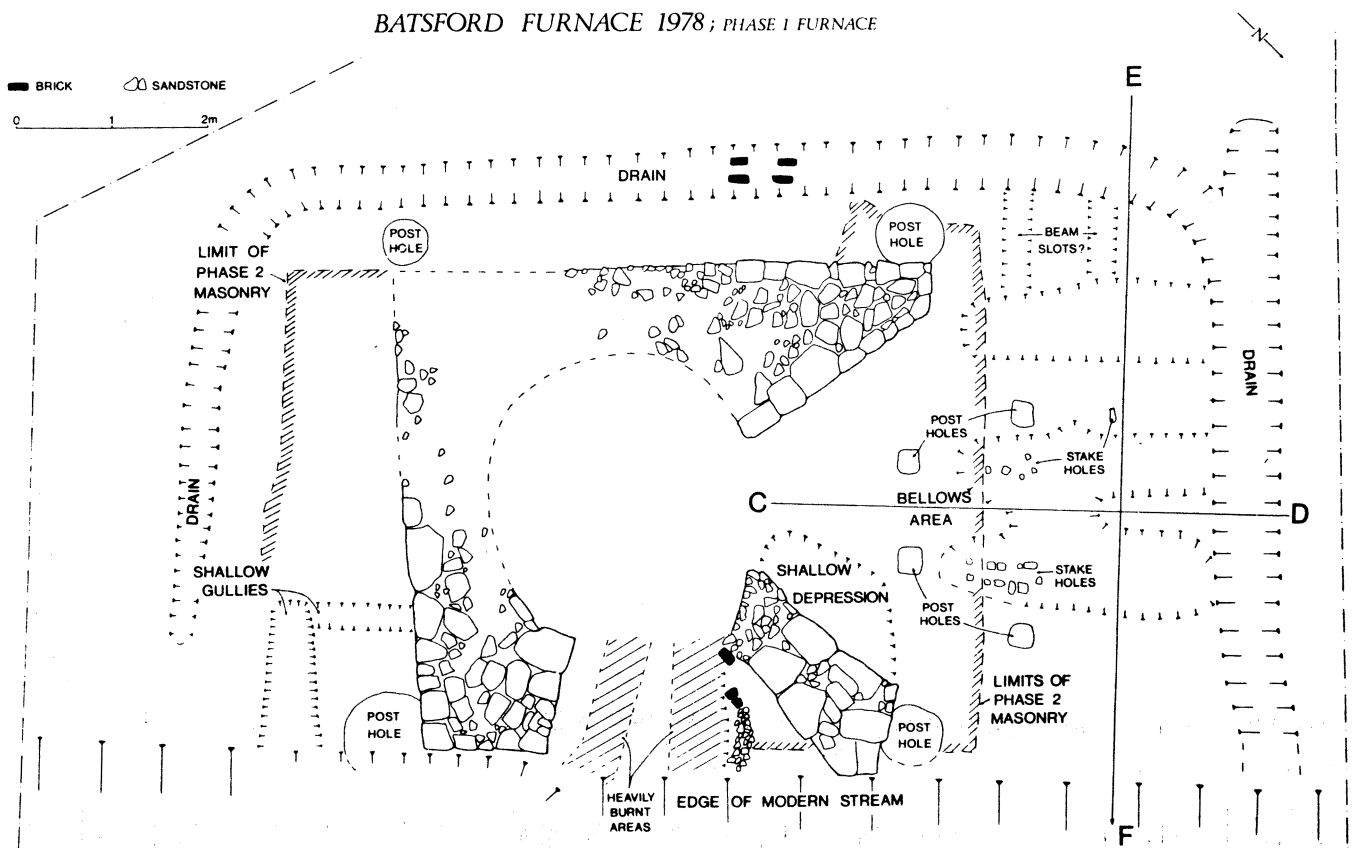 BATSFORD FURNACE 1978; PHASE 1 FURNACE
N
BRICK
SANDSTONE
0 1 2m
E
DRAIN
POST
HOLE
POST
HOLE
BEAM
SLOTS?
LIMIT OF
PHASE 2
MASONRY
DRAIN
POST
HOLES
STAKE
HOLES
DRAIN
C
BELLOWS
AREA
D
SHALLOW
GULLIES
SHALLOW
DEPRESSION
STAKE
HOLES
POST
HOLES
LIMITS OF
PHASE 2
MASONRY
POST
HOLE
POST
HOLE
HEAVILY
BURNT
AREAS
EDGE OF MODERN STREAM
F